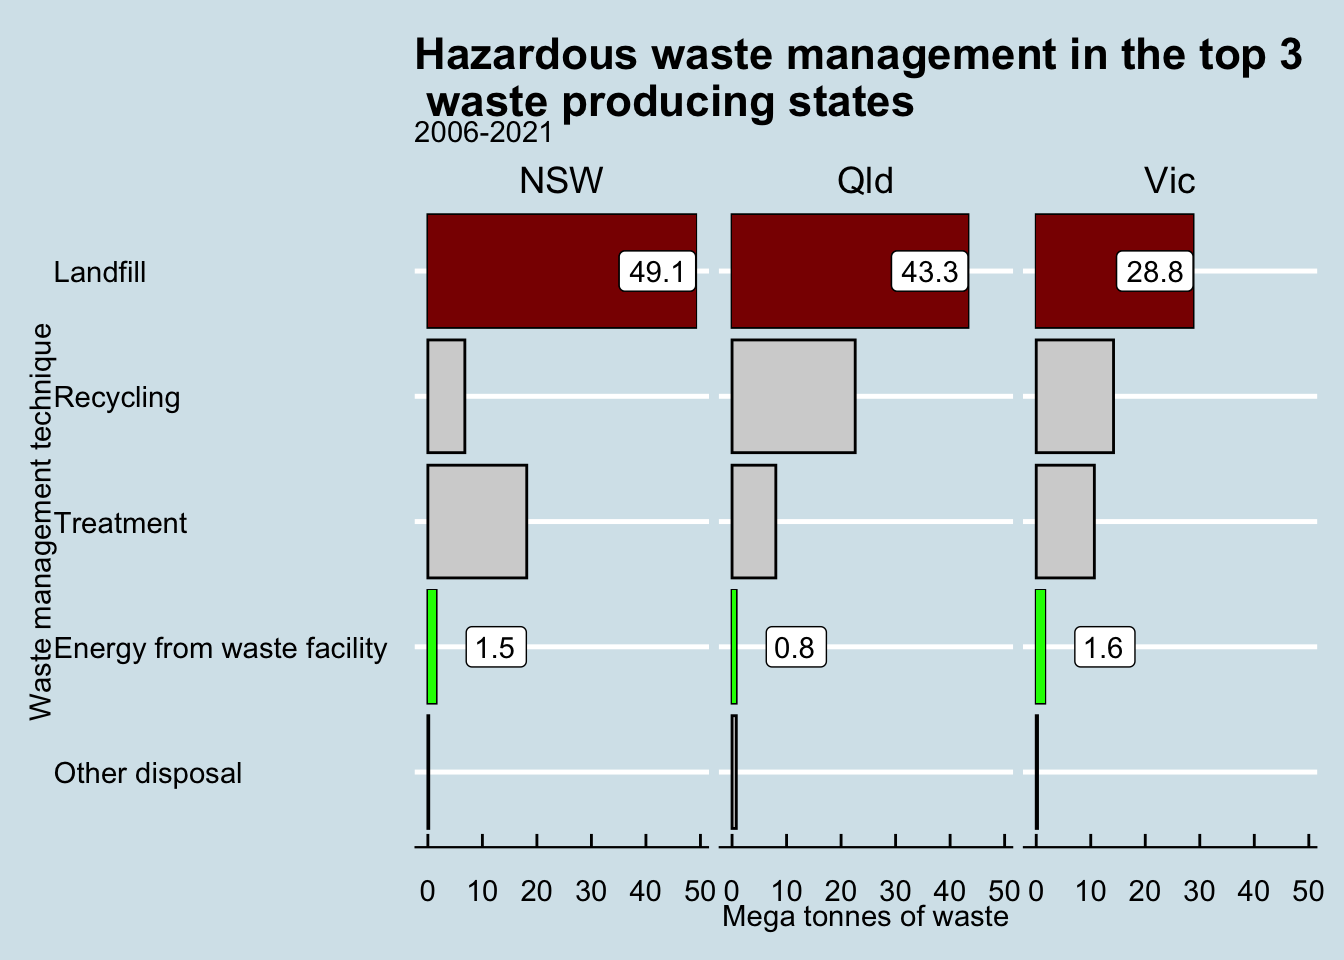 Hazardous waste management in the top 3
waste producing states
2006-2021
NSW Qld Vic
Waste management technique
Landfill 49.1 43.3 28.8
Recycling
Treatment
Energy from waste facility 1.5 0.8 1.6
Other disposal
0 10 20 30 40 50 0 10 20 30 40 50 0 10 20 30 40 50
Mega tonnes of waste